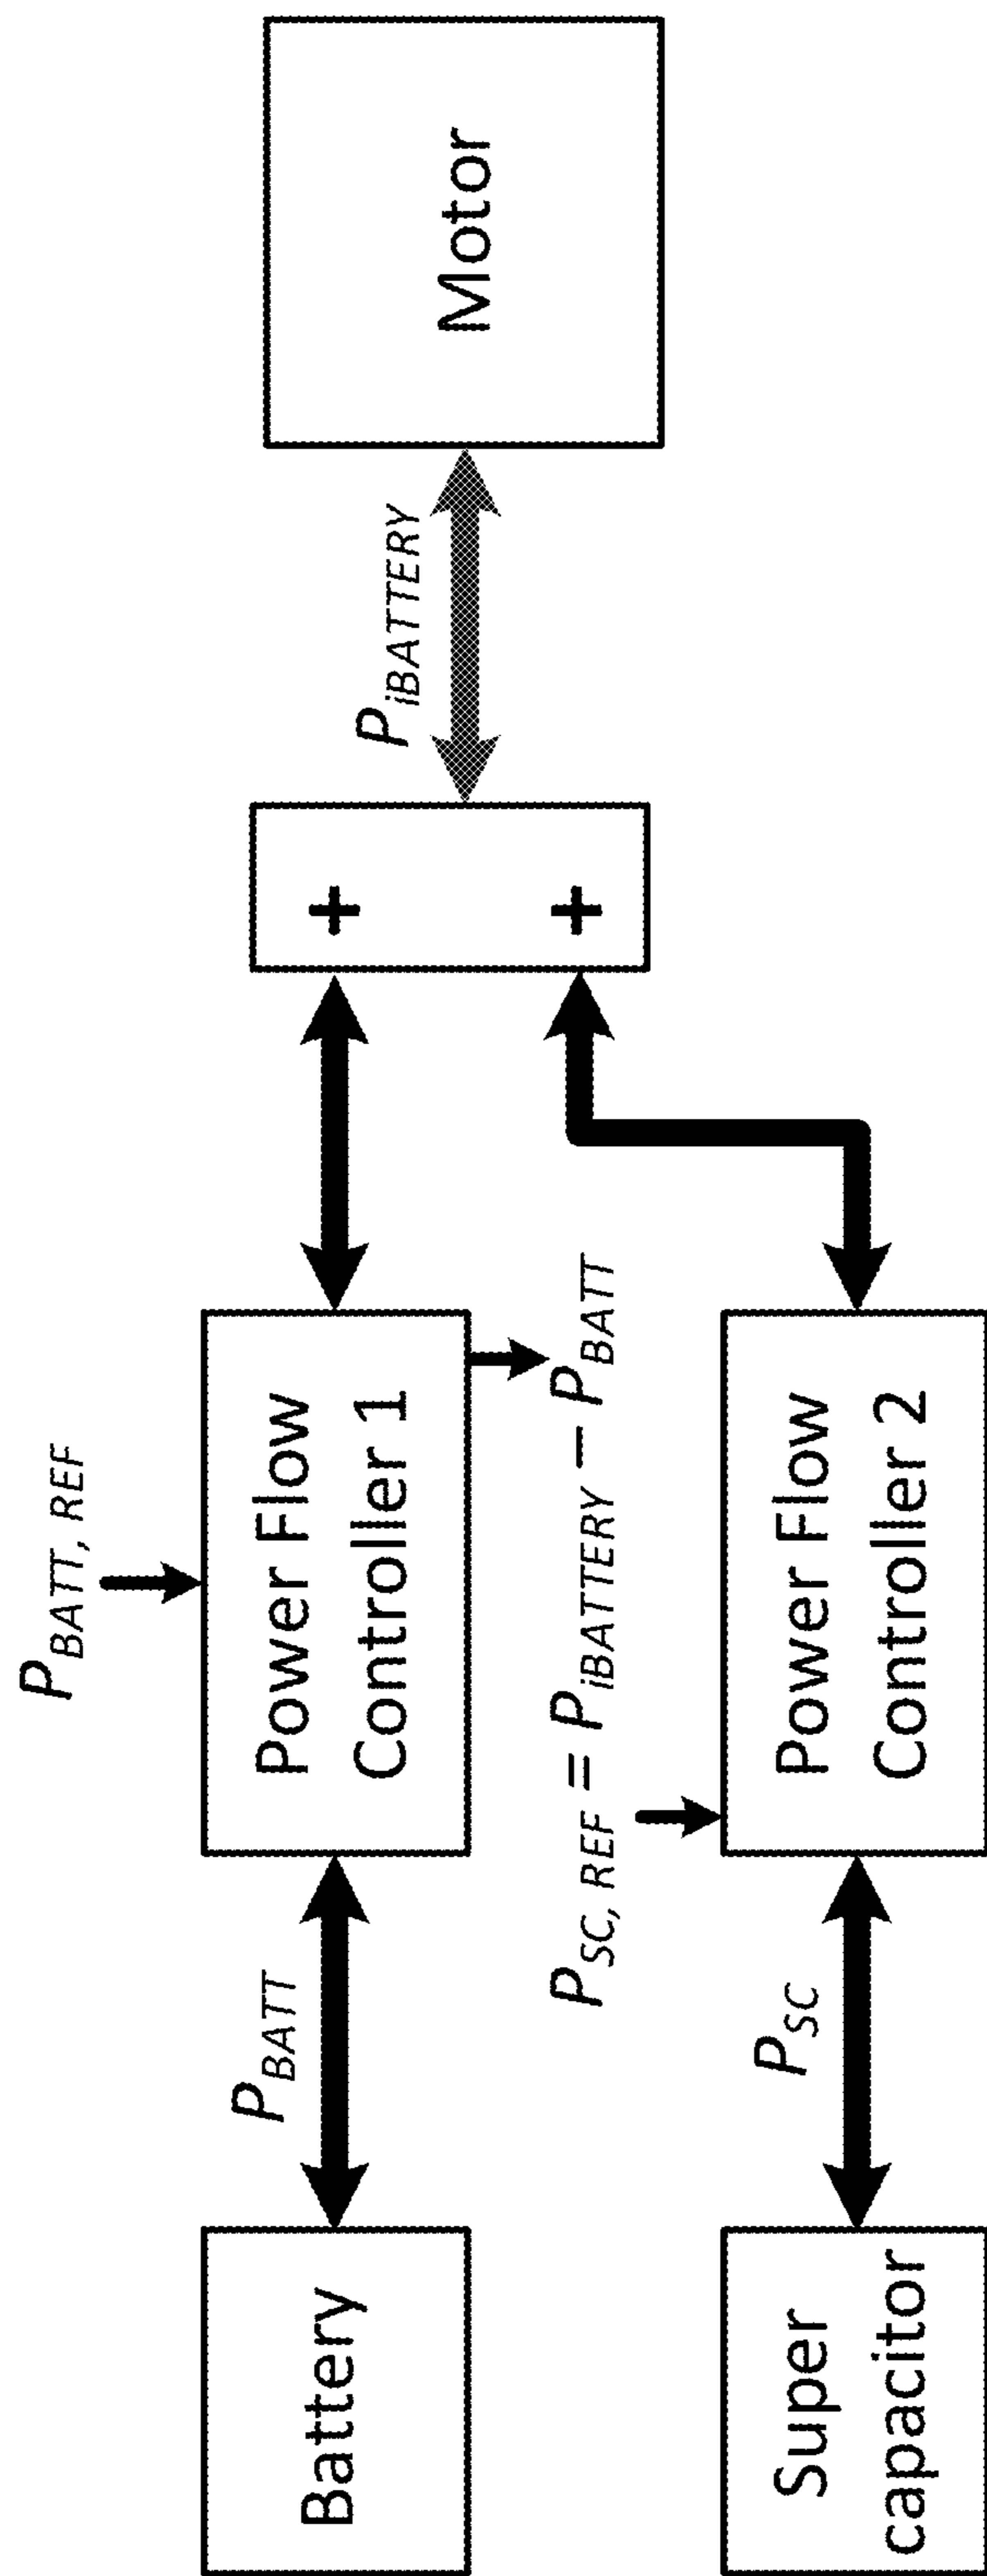 P_BATT, REF
Battery
P_BATT
Power Flow
Controller 1
+
P_iBATTERY
Motor
P_SC, REF = P_iBATTERY − P_BATT
Super
capacitor
P_SC
Power Flow
Controller 2
+